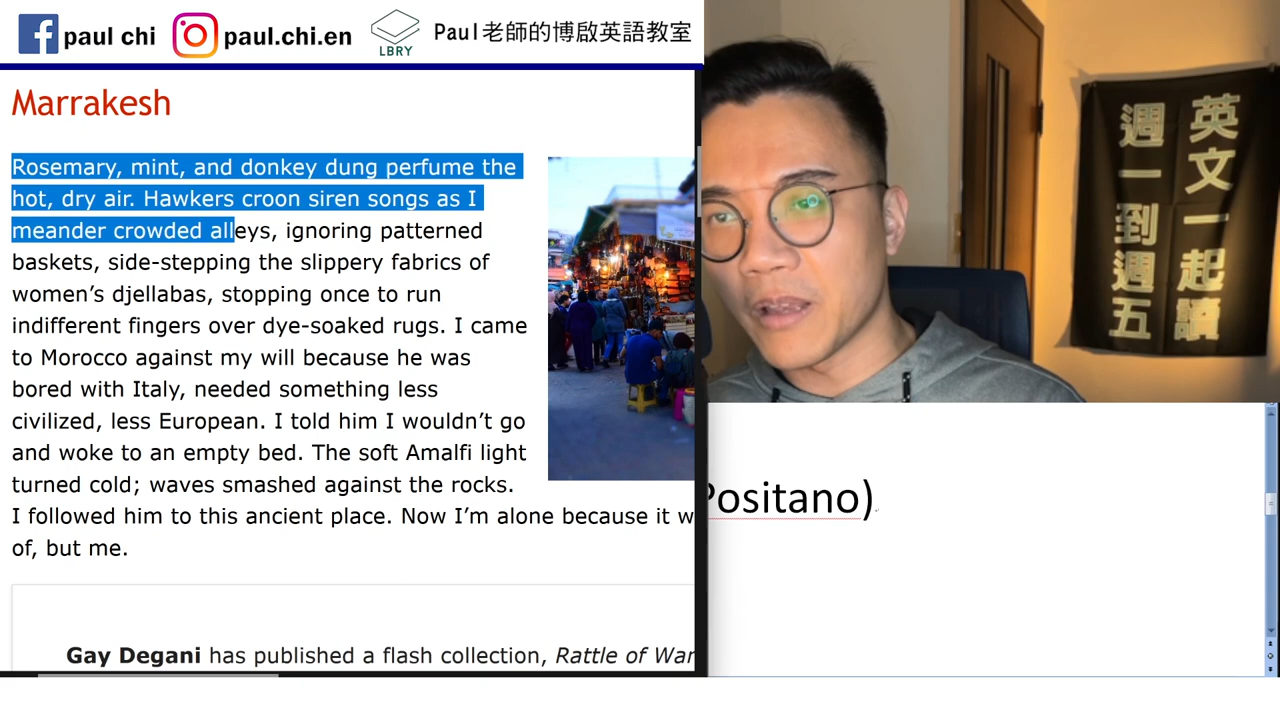 paul chi
paul.chi.en
LBRY
Paul老師的博啟英語教室
Marrakesh
Rosemary, mint, and donkey dung perfume the
hot, dry air. Hawkers croon siren songs as I
meander crowded alleys, ignoring patterned
baskets, side-stepping the slippery fabrics of
women’s djellabas, stopping once to run
indifferent fingers over dye-soaked rugs. I came
to Morocco against my will because he was
bored with Italy, needed something less
civilized, less European. I told him I wouldn’t go
and woke to an empty bed. The soft Amalfi light
turned cold; waves smashed against the rocks.
I followed him to this ancient place. Now I’m alone because it w
of, but me.
Gay Degani has published a flash collection, Rattle of War
英文一起讀
週一到週五
Positano)